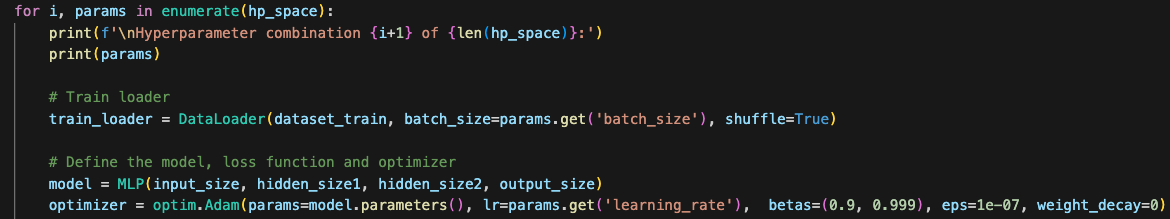 for i, params in enumerate(hp_space):
    print(f'\nHyperparameter combination {i+1} of {len(hp_space)}:')
    print(params)

    # Train loader
    train_loader = DataLoader(dataset_train, batch_size=params.get('batch_size'), shuffle=True)

    # Define the model, loss function and optimizer
    model = MLP(input_size, hidden_size1, hidden_size2, output_size)
    optimizer = optim.Adam(params=model.parameters(), lr=params.get('learning_rate'),  betas=(0.9, 0.999), eps=1e-07, weight_decay=0)